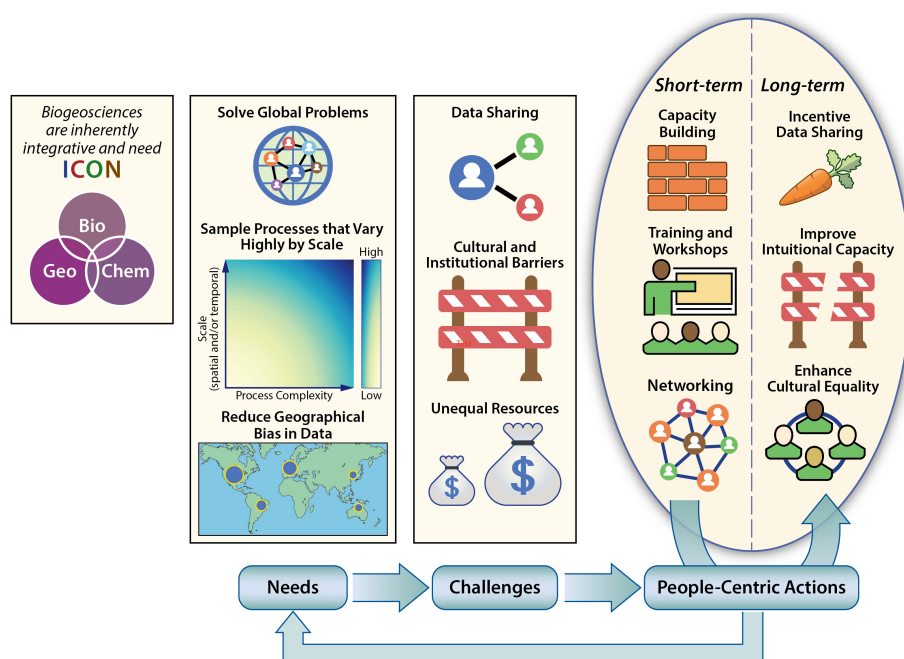 Biogeosciences
are inherently
integrative and need
ICON
Bio
Geo
Chem
Solve Global Problems
Sample Processes that Vary
Highly by Scale
High
Scale
(spatial and/or temporal)
Process Complexity
Low
Reduce Geographical
Bias in Data
Data Sharing
Cultural and
Institutional Barriers
Text
Unequal Resources
$
$
Short-term
Capacity
Building
Training and
Workshops
Networking
Long-term
Incentive
Data Sharing
Improve
Intuitional Capacity
Enhance
Cultural Equality
Needs
Challenges
People-Centric Actions